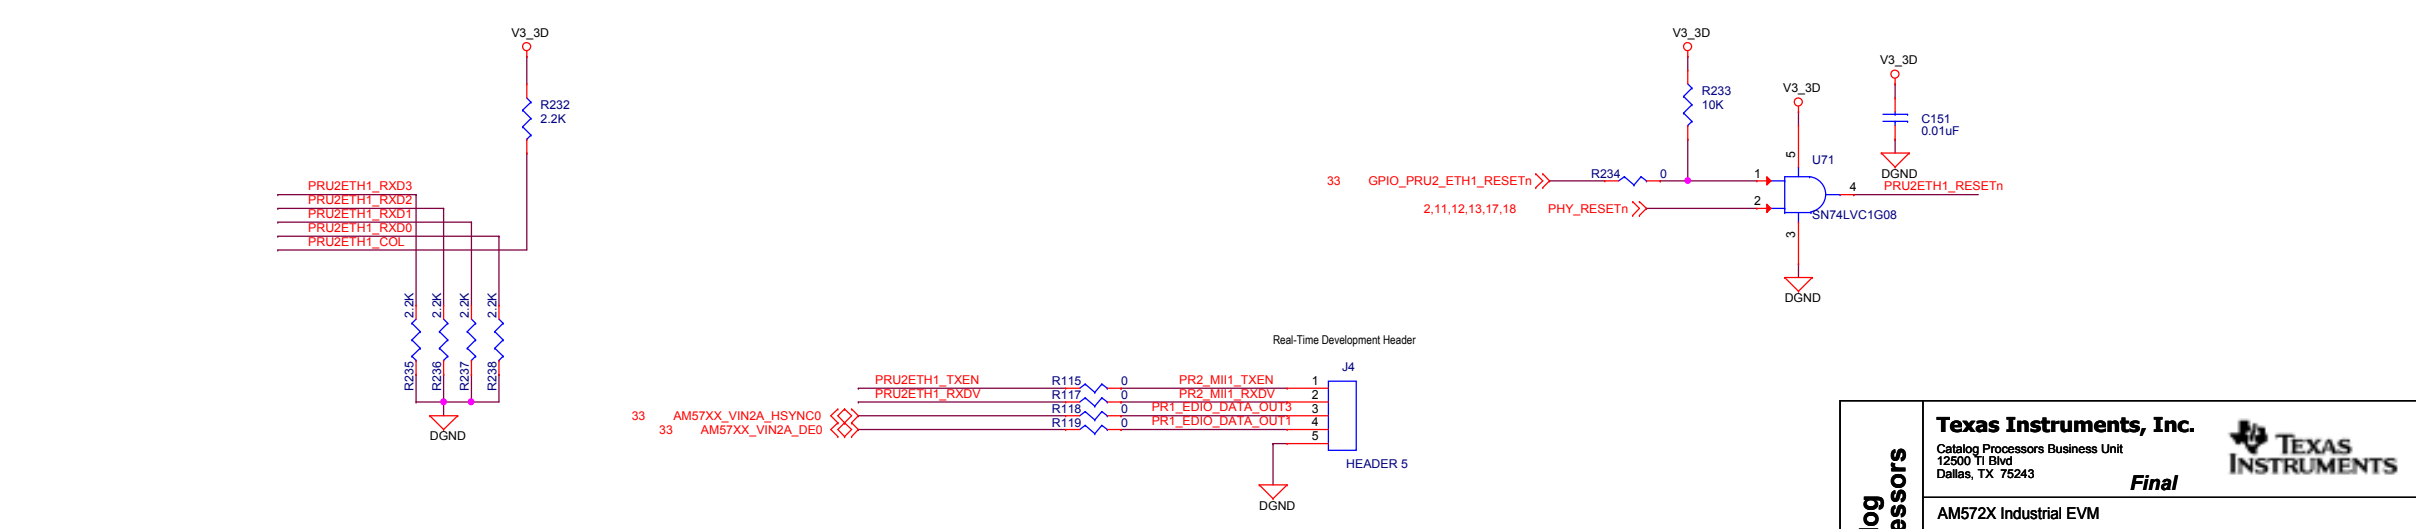 V3_3D
R232
2.2K
PRU2ETH1_RXD3
PRU2ETH1_RXD2
PRU2ETH1_RXD1
PRU2ETH1_RXD0
PRU2ETH1_COL
2.2K
2.2K
2.2K
2.2K
R235
R236
R237
R238
DGND
V3_3D
R233
10K
V3_3D
V3_3D
C151
0.01uF
DGND
5
U71
33 GPIO_PRU2_ETH1_RESETn R234 0 1
4 PRU2ETH1_RESETn
2,11,12,13,17,18 PHY_RESETn 2
SN74LVC1G08
3
DGND
Real-Time Development Header
J4
PRU2ETH1_TXEN R115 0 PR2_MII1_TXEN 1
PRU2ETH1_RXDV R117 0 PR2_MII1_RXDV 2
33 AM57XX_VIN2A_HSYNC0 R118 0 PR1_EDIO_DATA_OUT3 3
33 AM57XX_VIN2A_DE0 R119 0 PR1_EDIO_DATA_OUT1 4
5
HEADER 5
DGND
Texas Instruments, Inc.
Catalog Processors Business Unit
12500 TI Blvd
Dallas, TX 75243
Final
TEXAS
INSTRUMENTS
AM572X Industrial EVM